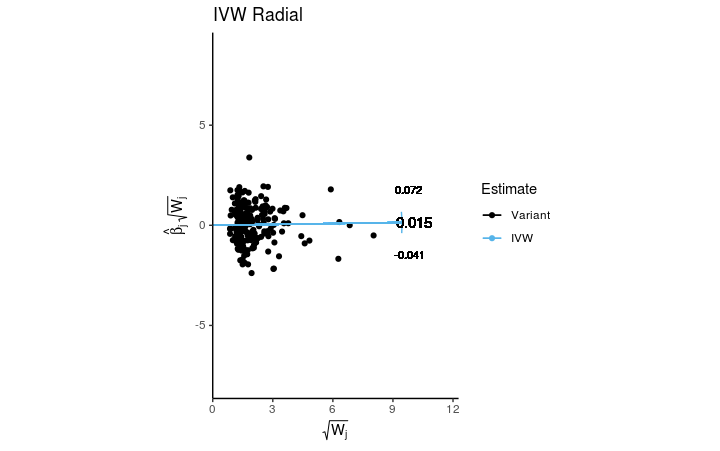 IVW Radial
5
0
-5
β̂j√Wj
0.072
0.015
-0.041
0 3 6 9 12
√Wj
Estimate
Variant
IVW